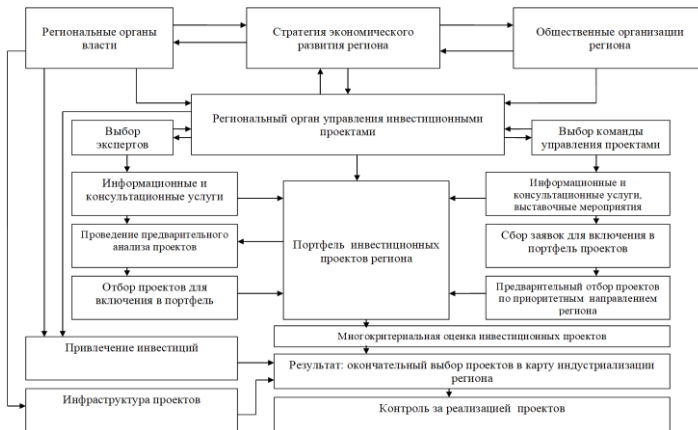 Региональные органы
власти
Стратегия экономического
развития региона
Общественные организации
региона
Региональный орган управления инвестиционными
проектами
Выбор
экспертов
Выбор команды
управления проектами
Информационные и
консультационные услуги
Информационные и
консультационные услуги,
выставочные мероприятия
Портфель инвестиционных
проектов региона
Проведение предварительного
анализа проектов
Сбор заявок для включения в
портфель проектов
Отбор проектов для
включения в портфель
Предварительный отбор проектов
по приоритетным направлением
региона
Многокритериальная оценка инвестиционных проектов
Привлечение инвестиций
Результат: окончательный выбор проектов в карту индустриализации
региона
Инфраструктура проектов
Контроль за реализацией проектов